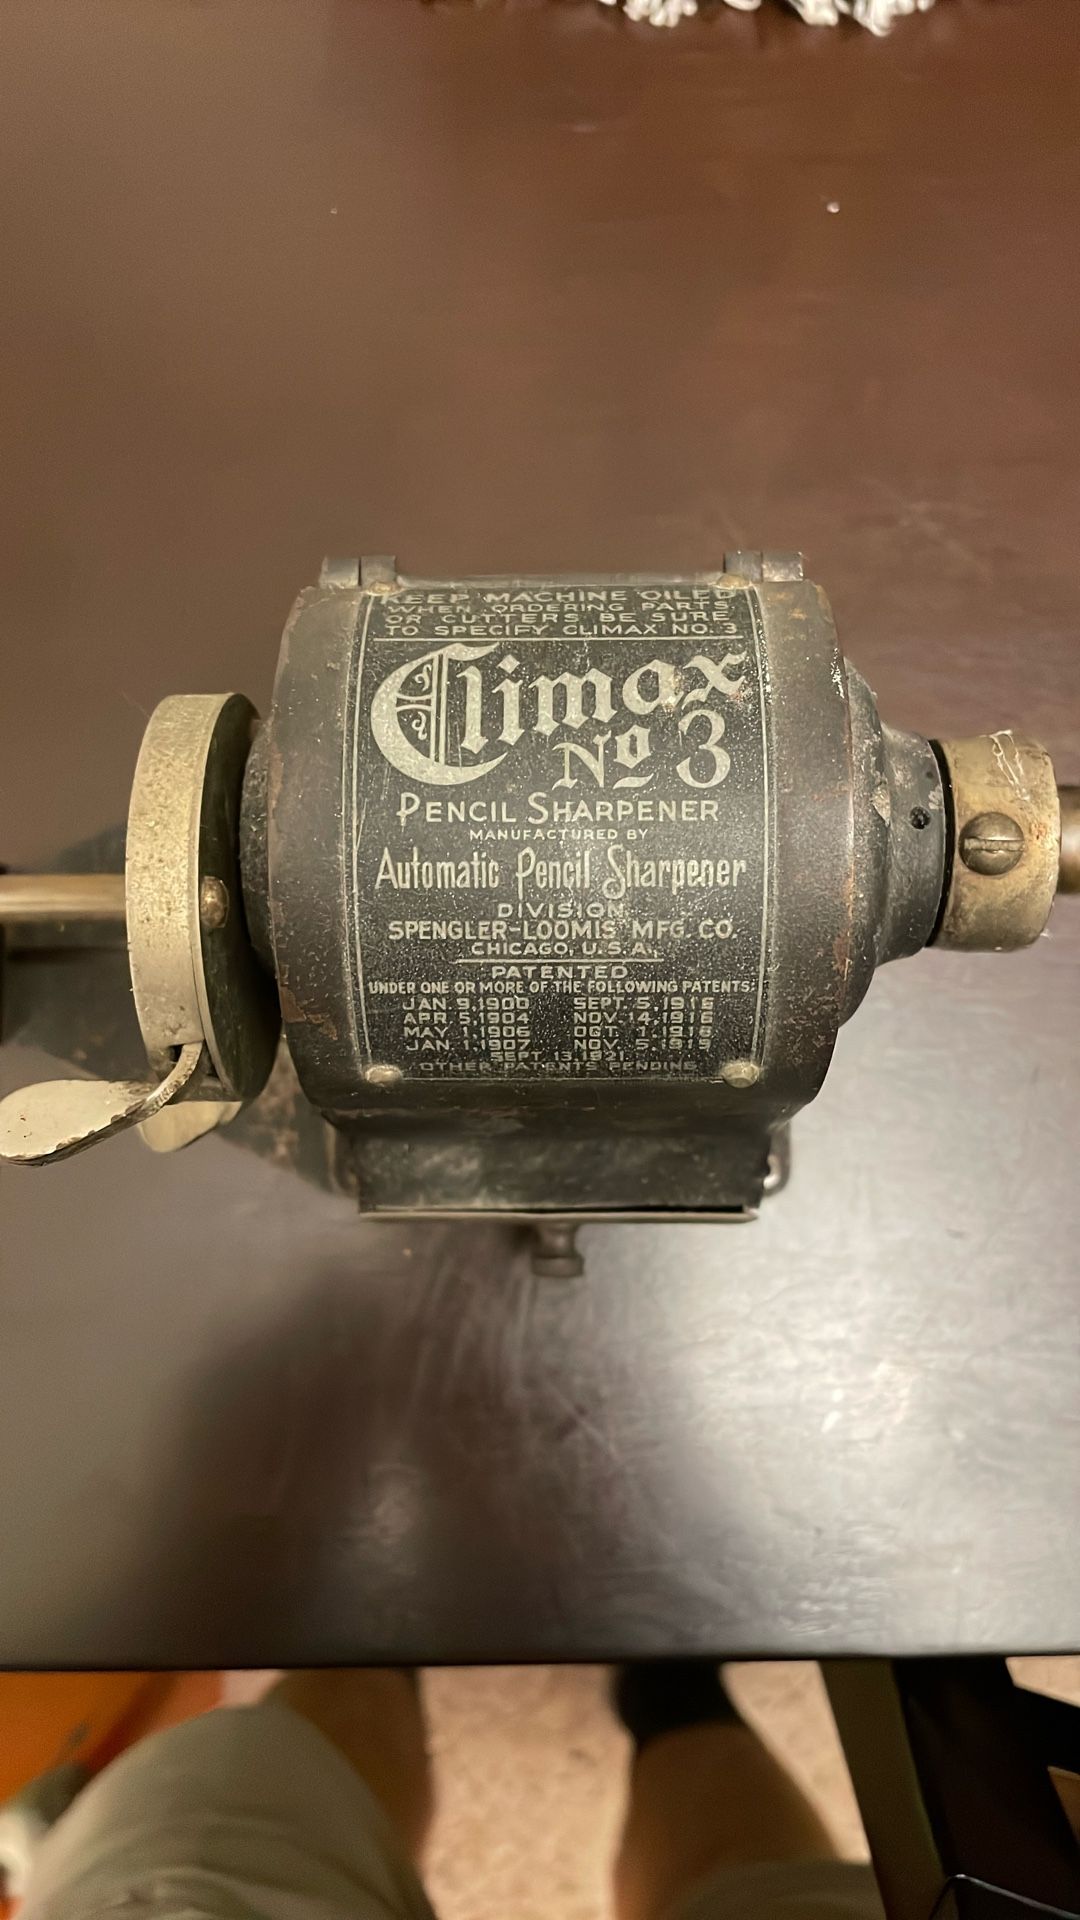 KEEP MACHINE OILED
WHEN ORDERING PARTS
OR CUTTERS BE SURE
TO SPECIFY CLIMAX NO. 3
Climax
No 3
PENCIL SHARPENER
MANUFACTURED BY
Automatic Pencil Sharpener
DIVISION
SPENGLER-LOOMIS MFG. CO.
CHICAGO, U.S.A.
PATENTED
UNDER ONE OR MORE OF THE FOLLOWING PATENTS:
JAN. 9, 1900 SEPT. 5, 1916
APR. 5, 1904 NOV. 14, 1916
MAY 1, 1906 OCT. 1, 1918
JAN. 1, 1907 NOV. 5, 1919
SEPT. 13, 1921.
OTHER PATENTS PENDING